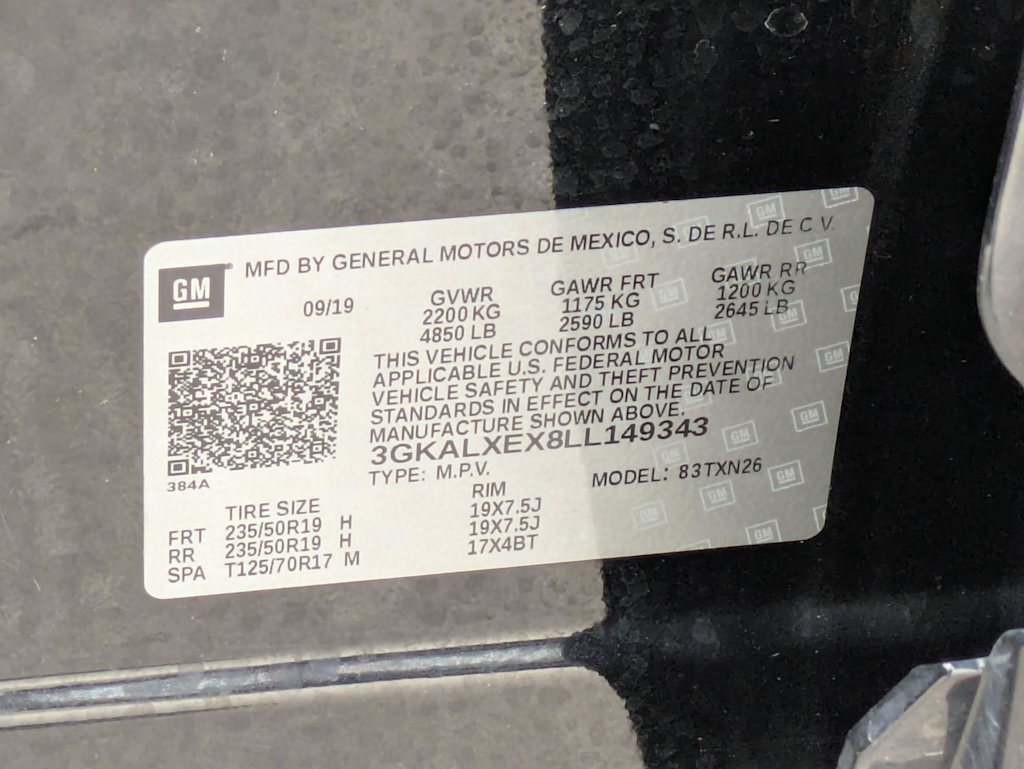 GM
MFD BY GENERAL MOTORS DE MEXICO, S. DE R.L. DE C V.
09/19
GVWR
2200 KG
4850 LB
GAWR FRT
1175 KG
2590 LB
GAWR RR
1200 KG
2645 LB
THIS VEHICLE CONFORMS TO ALL
APPLICABLE U.S. FEDERAL MOTOR
VEHICLE SAFETY AND THEFT PREVENTION
STANDARDS IN EFFECT ON THE DATE OF
MANUFACTURE SHOWN ABOVE.
3GKALXEX8LL149343
TYPE: M.P.V.
MODEL: 83TXN26
384A
TIRE SIZE
RIM
FRT 235/50R19 H 19X7.5J
RR 235/50R19 H 19X7.5J
SPA T125/70R17 M 17X4BT